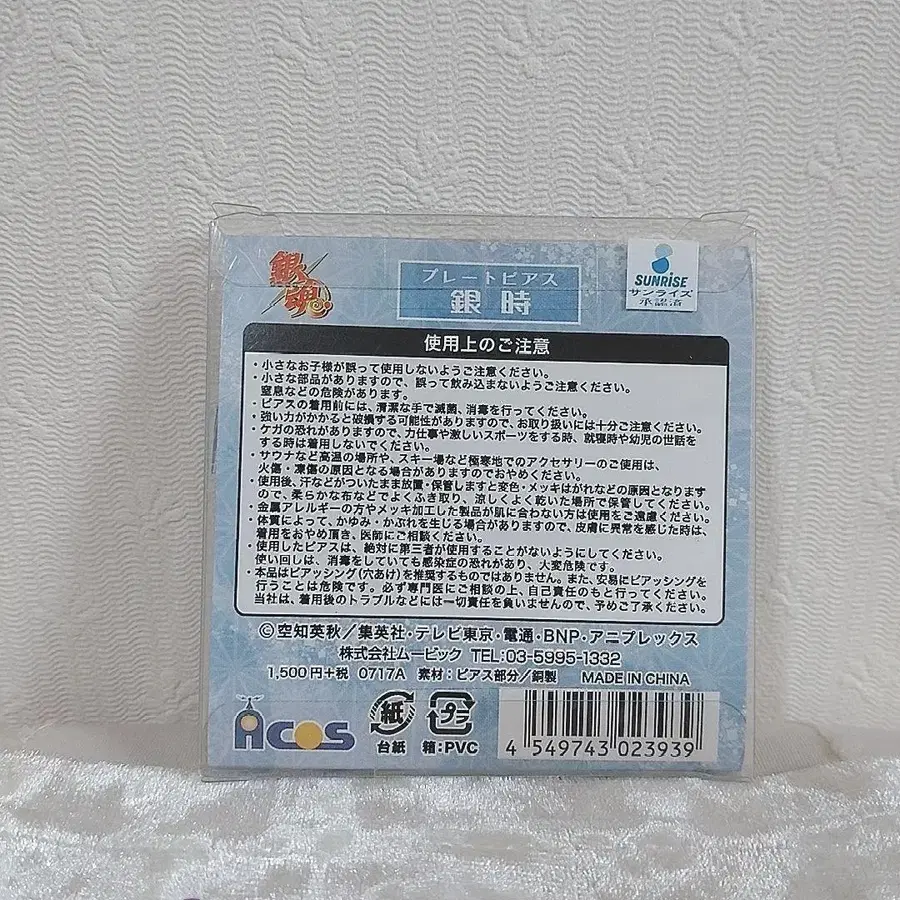 銀魂
プレートピアス
銀時
SUNRISE
サンライズ
承認済
使用上のご注意
・小さなお子様が誤って使用しないようご注意ください。
・小さな部品がありますので、誤って飲み込まないようご注意ください。
窒息などの危険があります。
・ピアスの着用前には、清潔な手で滅菌、消毒を行ってください。
・強い力がかかると破損する可能性がありますので、お取り扱いには十分ご注意ください。
・ケガの恐れがありますので、力仕事や激しいスポーツをする時、就寝時や幼児の世話を
する時は着用しないでください。
・サウナなど高温の場所や、スキー場など極寒地でのアクセサリーのご使用は、
火傷・凍傷の原因となる場合がありますのでおやめください。
・使用後、汗などがついたまま放置・保管しますと変色・メッキはがれなどの原因となります
ので、柔らかな布などでよくふき取り、涼しくよく乾いた場所で保管してください。
・金属アレルギーの方やメッキ加工した製品が肌に合わない方は使用をご遠慮ください。
・体質によって、かゆみ・かぶれを生じる場合がありますので、皮膚に異常を感じた時は、
着用をおやめ頂き、医師にご相談ください。
・使用したピアスは、絶対に第三者が使用することがないようにしてください。
使い回しは、消毒をしていても感染症の恐れがあり、大変危険です。
・本品はピアッシング(穴あけ)を推奨するものではありません。また、安易にピアッシングを
行うことは危険です。必ず専門医にご相談の上、自己責任のもと行ってください。
当社は、着用後のトラブルなどには一切責任を負いませんので、予めご了承ください。
©空知英秋／集英社・テレビ東京・電通・BNP・アニプレックス
株式会社ムービック TEL:03-5995-1332
1,500円+税 0717A 素材：ピアス部分／銅製 MADE IN CHINA
ACOS
紙
台紙
プラ
箱：PVC
4 549743 023939